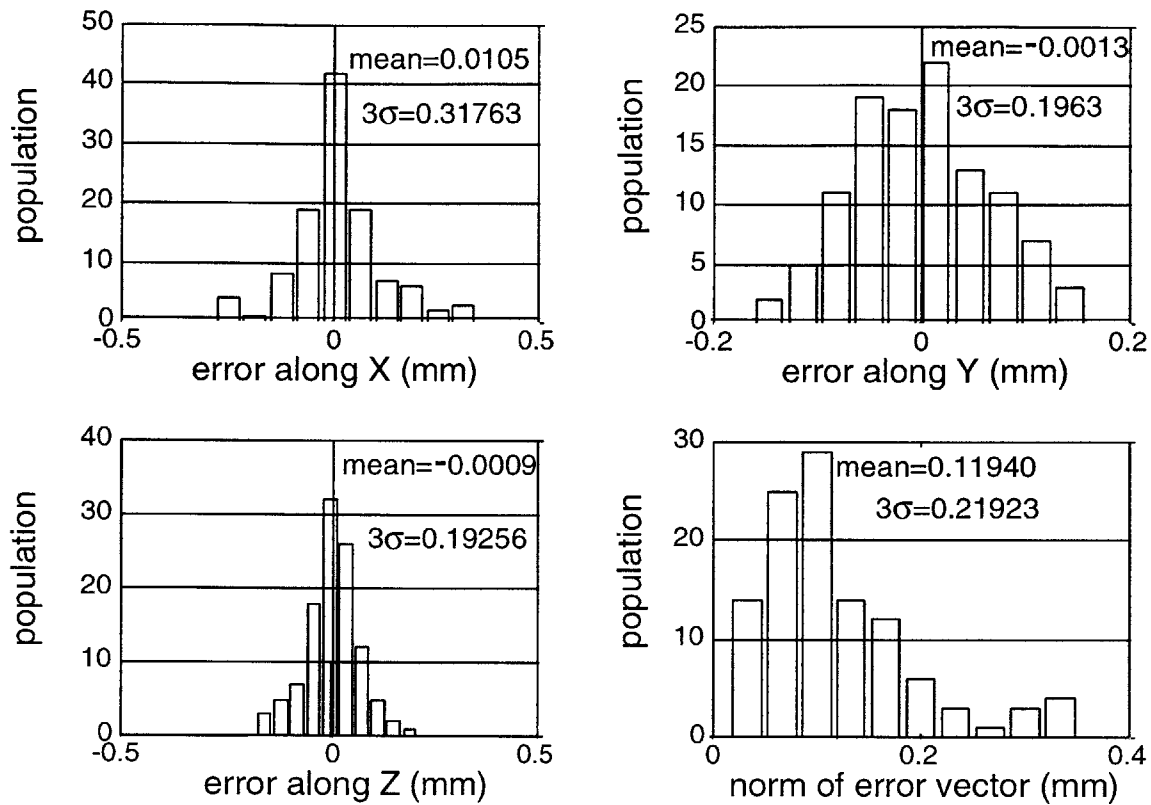 50
40
30
20
10
0
population
mean=0.0105
3σ=0.31763
-0.5 0 0.5
error along X (mm)
25
20
15
10
5
0
population
mean=-0.0013
3σ=0.1963
-0.2 0 0.2
error along Y (mm)
40
30
20
10
0
population
mean=-0.0009
3σ=0.19256
-0.5 0 0.5
error along Z (mm)
30
20
10
0
population
mean=0.11940
3σ=0.21923
0 0.2 0.4
norm of error vector (mm)